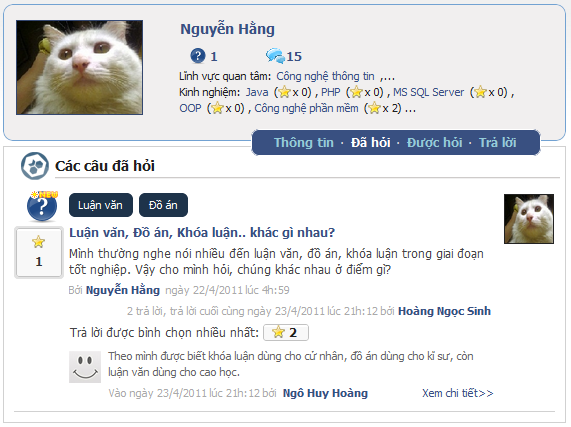 Nguyễn Hằng
1 15
Lĩnh vực quan tâm: Công nghệ thông tin ,...
Kinh nghiệm: Java (x 0) , PHP (x 0) , MS SQL Server (x 0) ,
OOP (x 0) , Công nghệ phần mềm (x 2) ...
Thông tin · Đã hỏi · Được hỏi · Trả lời
Các câu đã hỏi
NEW
?
Luận văn Đồ án
Luận văn, Đồ án, Khóa luận.. khác gì nhau?
1
Mình thường nghe nói nhiều đến luận văn, đồ án, khóa luận trong giai đoạn
tốt nghiệp. Vậy cho mình hỏi, chúng khác nhau ở điểm gì?
Bởi Nguyễn Hằng ngày 22/4/2011 lúc 4h:59
2 trả lời, trả lời cuối cùng ngày 23/4/2011 lúc 21h:12 bởi Hoàng Ngọc Sinh
Trả lời được bình chọn nhiều nhất: 2
Theo mình được biết khóa luận dùng cho cử nhân, đồ án dùng cho kĩ sư, còn
luận văn dùng cho cao học.
Vào ngày 23/4/2011 lúc 21h:12 bởi Ngô Huy Hoàng Xem chi tiết>>